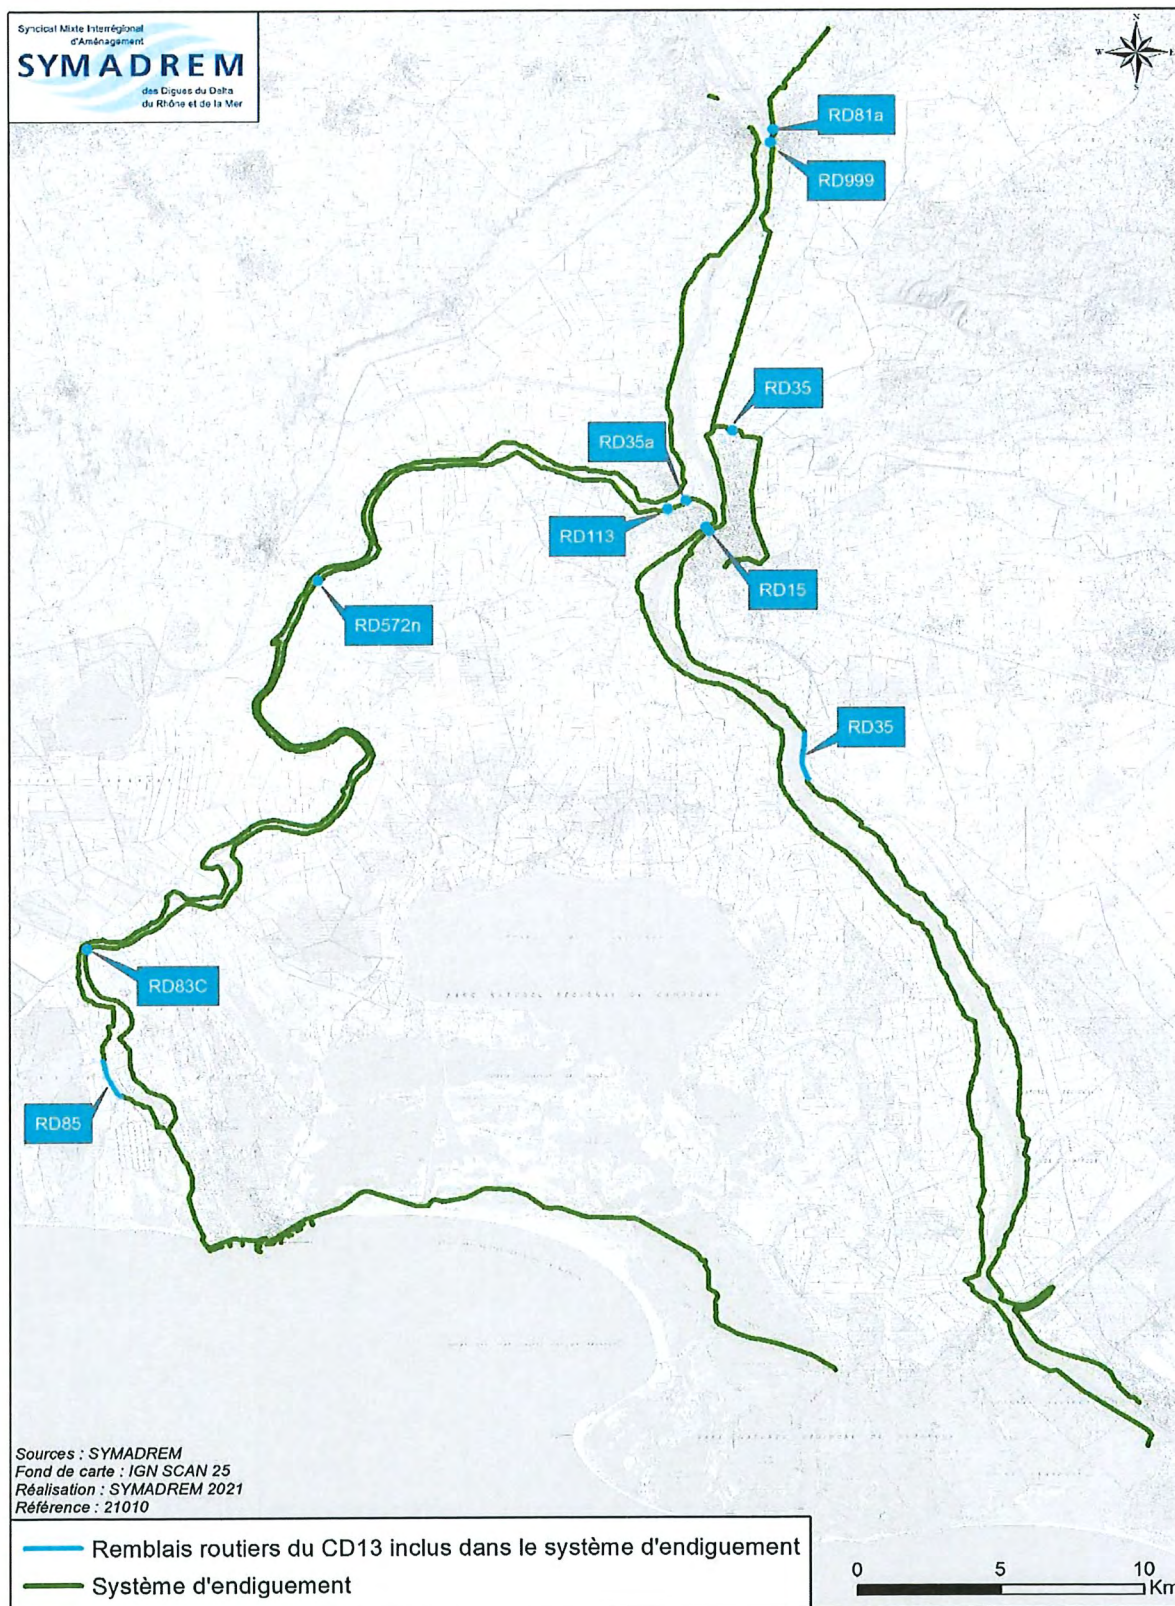 Syndicat Mixte Interrégional
d'Aménagement
SYMADREM
des Digues du Delta
du Rhône et de la Mer
N
W
E
S
RD81a
RD999
RD35
RD35a
RD113
RD15
RD572n
RD35
RD83C
RD85
Sources : SYMADREM
Fond de carte : IGN SCAN 25
Réalisation : SYMADREM 2021
Référence : 21010
Remblais routiers du CD13 inclus dans le système d'endiguement
Système d'endiguement
0 5 10
Km